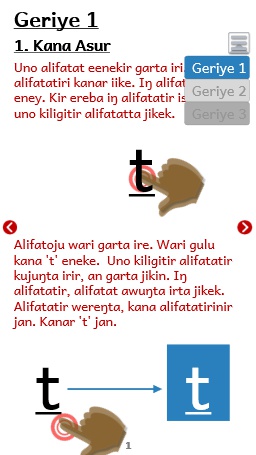 Geriye 1
1. Kana Asur
Uno alifatat eenekir garta iri
alifatatiri kanar iike. Iŋ alifat
eney. Kir ereba iŋ alifatatir is
uno kiligitir alifatatta jikek.
Geriye 1
Geriye 2
Geriye 3
t
Alifatoju wari garta ire. Wari gulu
kana 't' eneke. Uno kiligitir alifatatir
kujuŋta irir, an garta jikin. Iŋ
alifatatir, alifatat awuŋta irta jikek.
Alifatatir wereŋta, kana alifatatirinir
jan. Kanar 't' jan.
t
t
1